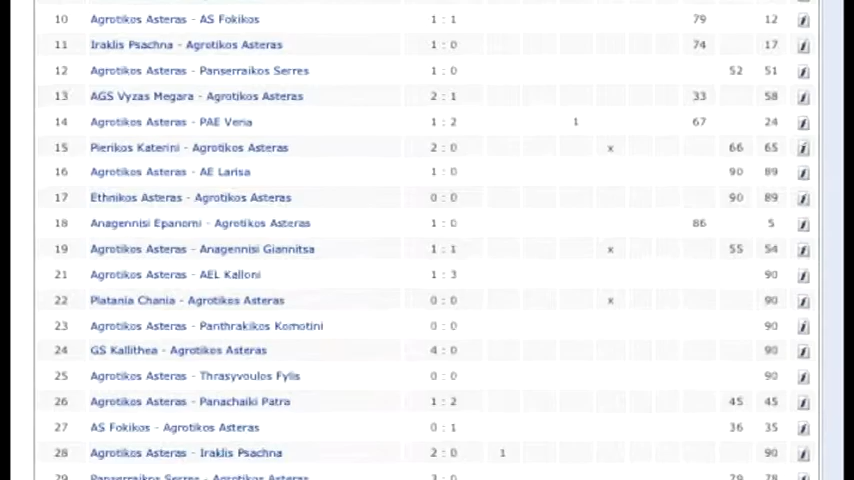 10 Agrotikos Asteras - AS Fokikos 1 : 1 79 12
11 Iraklis Psachna - Agrotikos Asteras 1 : 0 74 17
12 Agrotikos Asteras - Panserraikos Serres 1 : 0 52 51
13 AGS Vyzas Megara - Agrotikos Asteras 2 : 1 33 58
14 Agrotikos Asteras - PAE Veria 1 : 2 1 67 24
15 Pierikos Katerini - Agrotikos Asteras 2 : 0 x 66 65
16 Agrotikos Asteras - AE Larisa 1 : 0 90 89
17 Ethnikos Asteras - Agrotikos Asteras 0 : 0 90 89
18 Anagennisi Epanomi - Agrotikos Asteras 1 : 0 86 5
19 Agrotikos Asteras - Anagennisi Giannitsa 1 : 1 x 55 54
21 Agrotikos Asteras - AEL Kalloni 1 : 3 90
22 Platania Chania - Agrotikos Asteras 0 : 0 x 90
23 Agrotikos Asteras - Panthrakikos Komotini 0 : 0 90
24 GS Kallithea - Agrotikos Asteras 4 : 0 90
25 Agrotikos Asteras - Thrasyvoulos Fylis 0 : 0 90
26 Agrotikos Asteras - Panachaiki Patra 1 : 2 45 45
27 AS Fokikos - Agrotikos Asteras 0 : 1 36 35
28 Agrotikos Asteras - Iraklis Psachna 2 : 0 1 90
29 Panserraikos Serres - Agrotikos Asteras 3 : 0 79 78